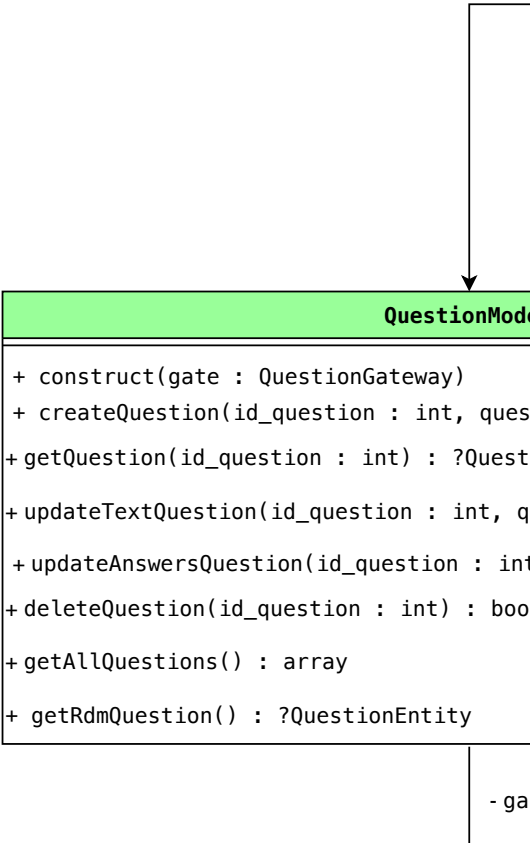 QuestionMode
+ construct(gate : QuestionGateway)
+ createQuestion(id_question : int, ques
+ getQuestion(id_question : int) : ?Quest
+ updateTextQuestion(id_question : int, q
+ updateAnswersQuestion(id_question : int
+ deleteQuestion(id_question : int) : boo
+ getAllQuestions() : array
+ getRdmQuestion() : ?QuestionEntity
- ga